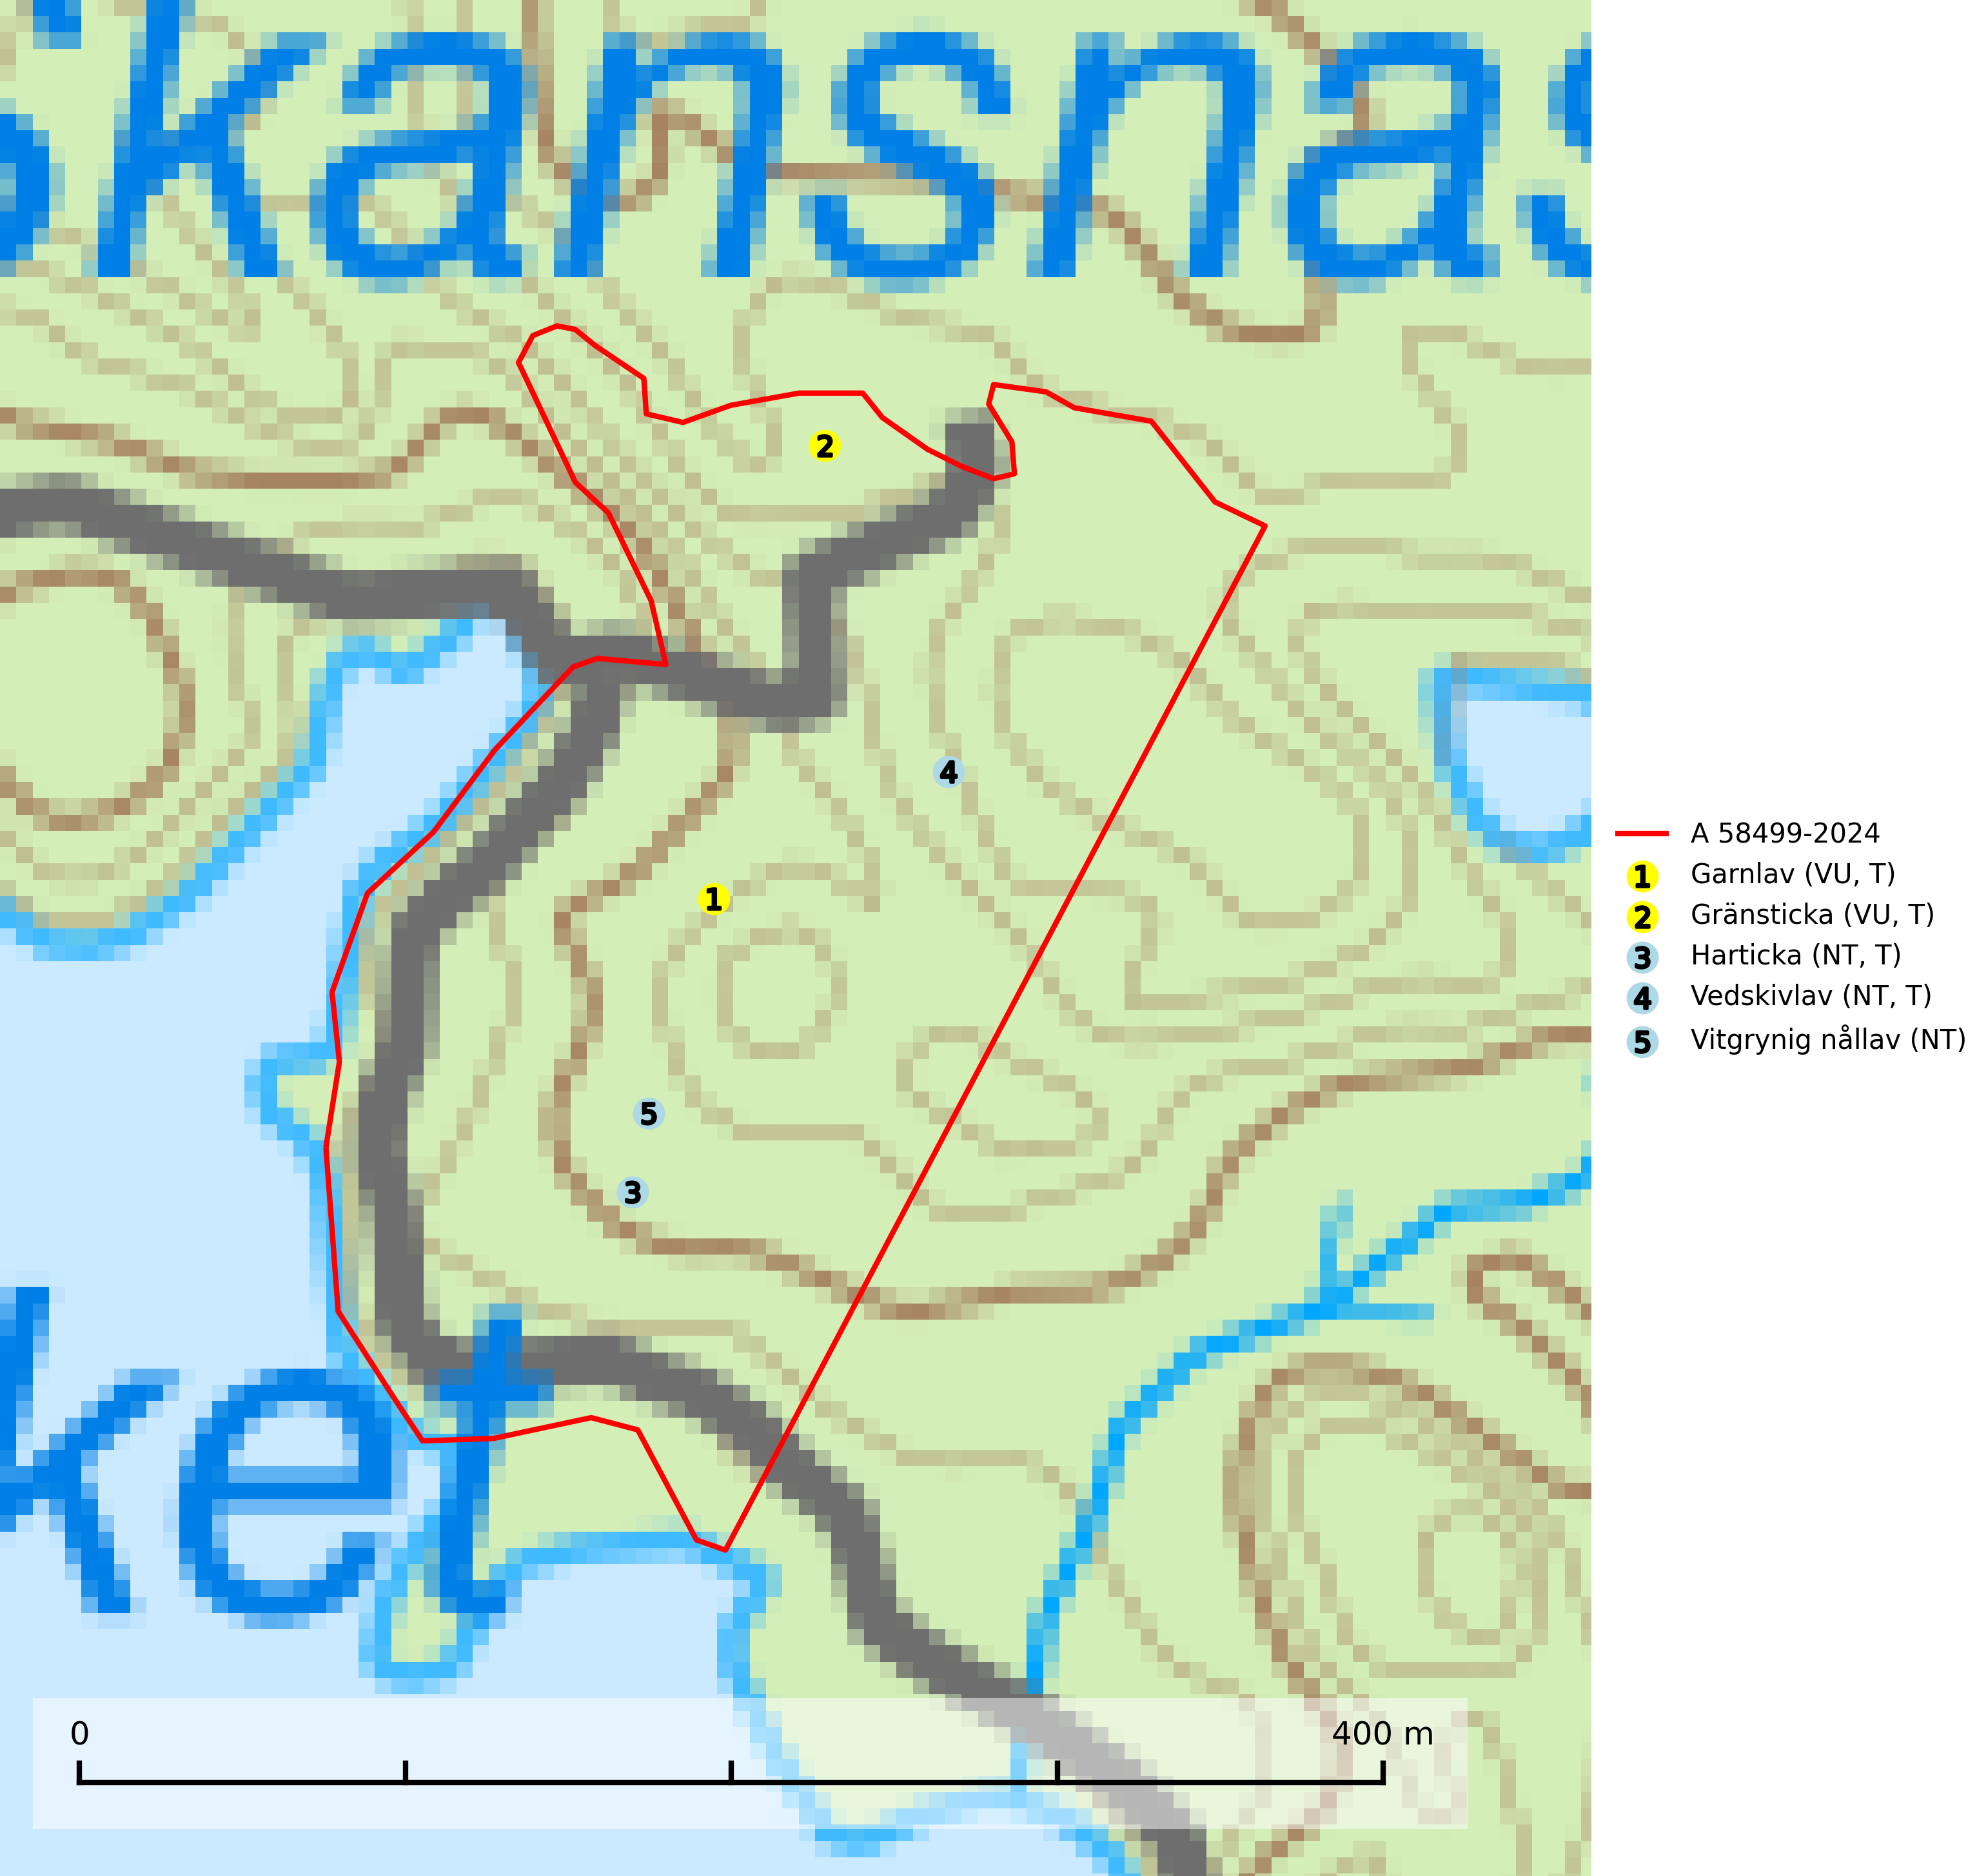 kansna
ket
A 58499-2024
1 Garnlav (VU, T)
2 Gränsticka (VU, T)
3 Harticka (NT, T)
4 Vedskivlav (NT, T)
5 Vitgrynig nållav (NT)
2
4
1
5
3
0 400 m